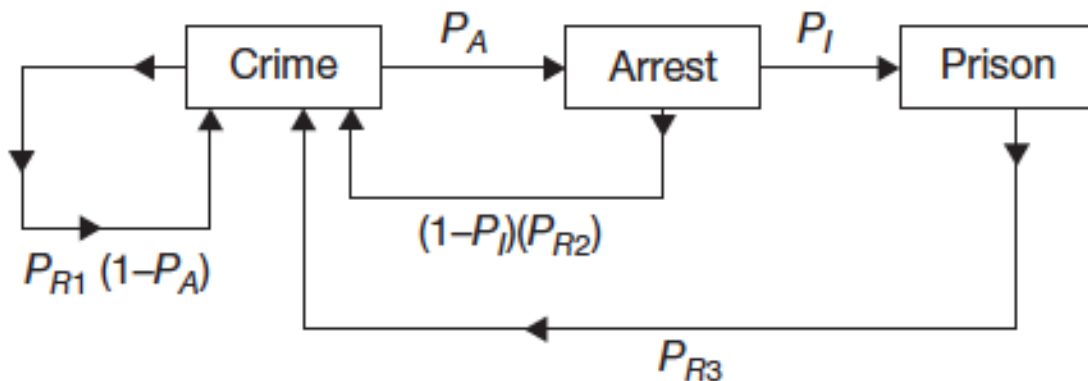 P_A
P_I
Crime
Arrest
Prison
(1–P_I)(P_R2)
P_R1 (1–P_A)
P_R3